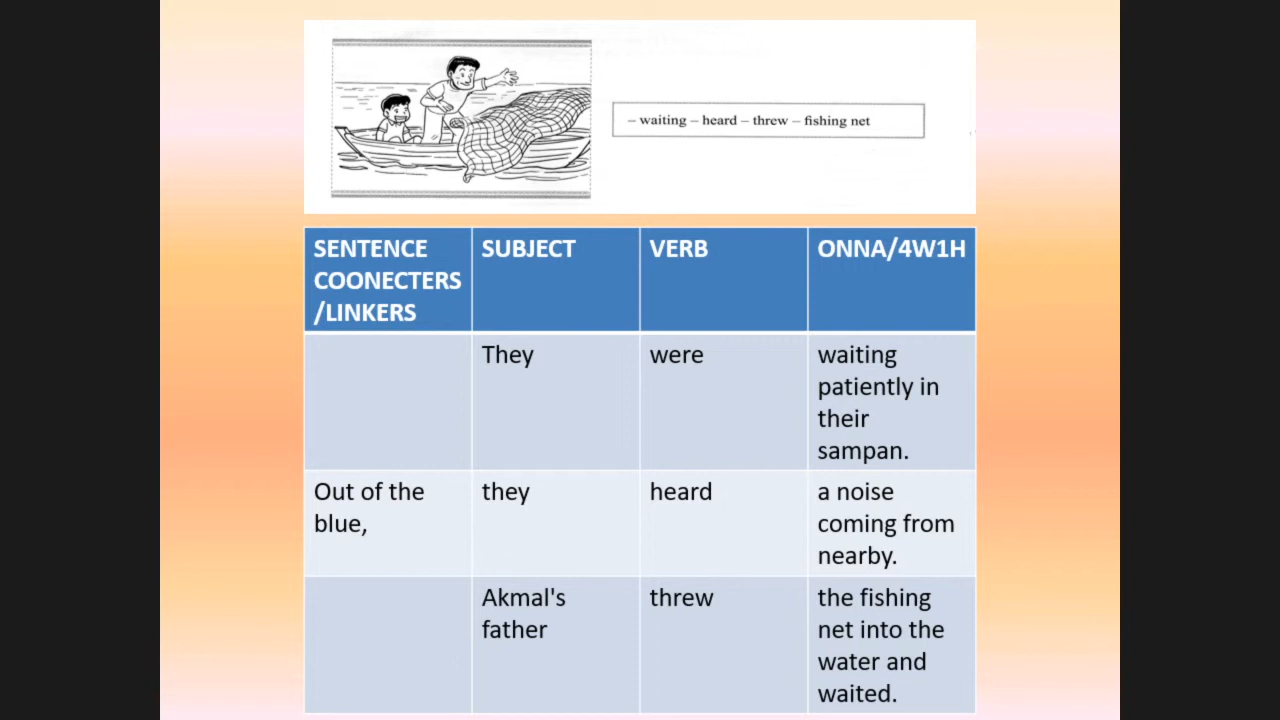 – waiting – heard – threw – fishing net
SENTENCE
COONECTERS
/LINKERS
SUBJECT
VERB
ONNA/4W1H
They
were
waiting
patiently in
their
sampan.
Out of the
blue,
they
heard
a noise
coming from
nearby.
Akmal's
father
threw
the fishing
net into the
water and
waited.